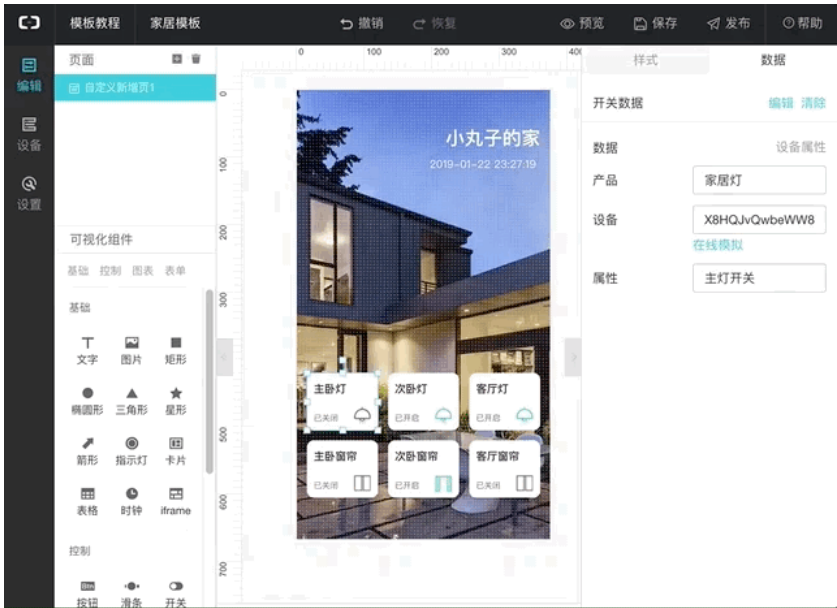 模板教程 家居模板 撤销 恢复 预览 保存 发布 帮助
编辑
设备
设置
页面
自定义新增页1
可视化组件
基础 控制 图表 表单
基础
文字 图片 矩形
椭圆形 三角形 星形
箭形 指示灯 卡片
表格 时钟 iframe
控制
Btn
按钮 滑条 开关
0 100 200 300 400
0
100
200
300
500
600
700
小丸子的家
2019-01-22 23:27:19
主卧灯 次卧灯 客厅灯
已关闭 已开启 已开启
主卧窗帘 次卧窗帘 客厅窗帘
已关闭 已开启 已关闭
样式 数据
开关数据 编辑 清除
数据 设备属性
产品 家居灯
设备 X8HQJvQwbeWW8
在线模拟
属性 主灯开关